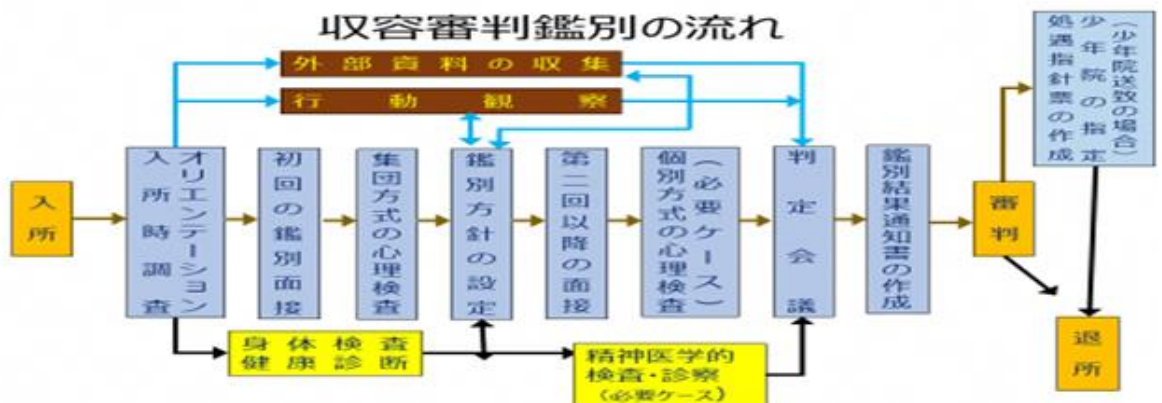 収容審判鑑別の流れ
外部資料の収集
行動観察
入所
オリエンテーション
入所時調査
初回の鑑別面接
集団方式の心理検査
鑑別方針の設定
第二回以降の面接
（必要ケース）
個別方式の心理検査
判定会議
鑑別結果通知書の作成
審判
（少年院送致の場合）
少年院の指定
処遇指針票の作成
退所
身体検査
健康診断
精神医学的
検査・診察
（必要ケース）